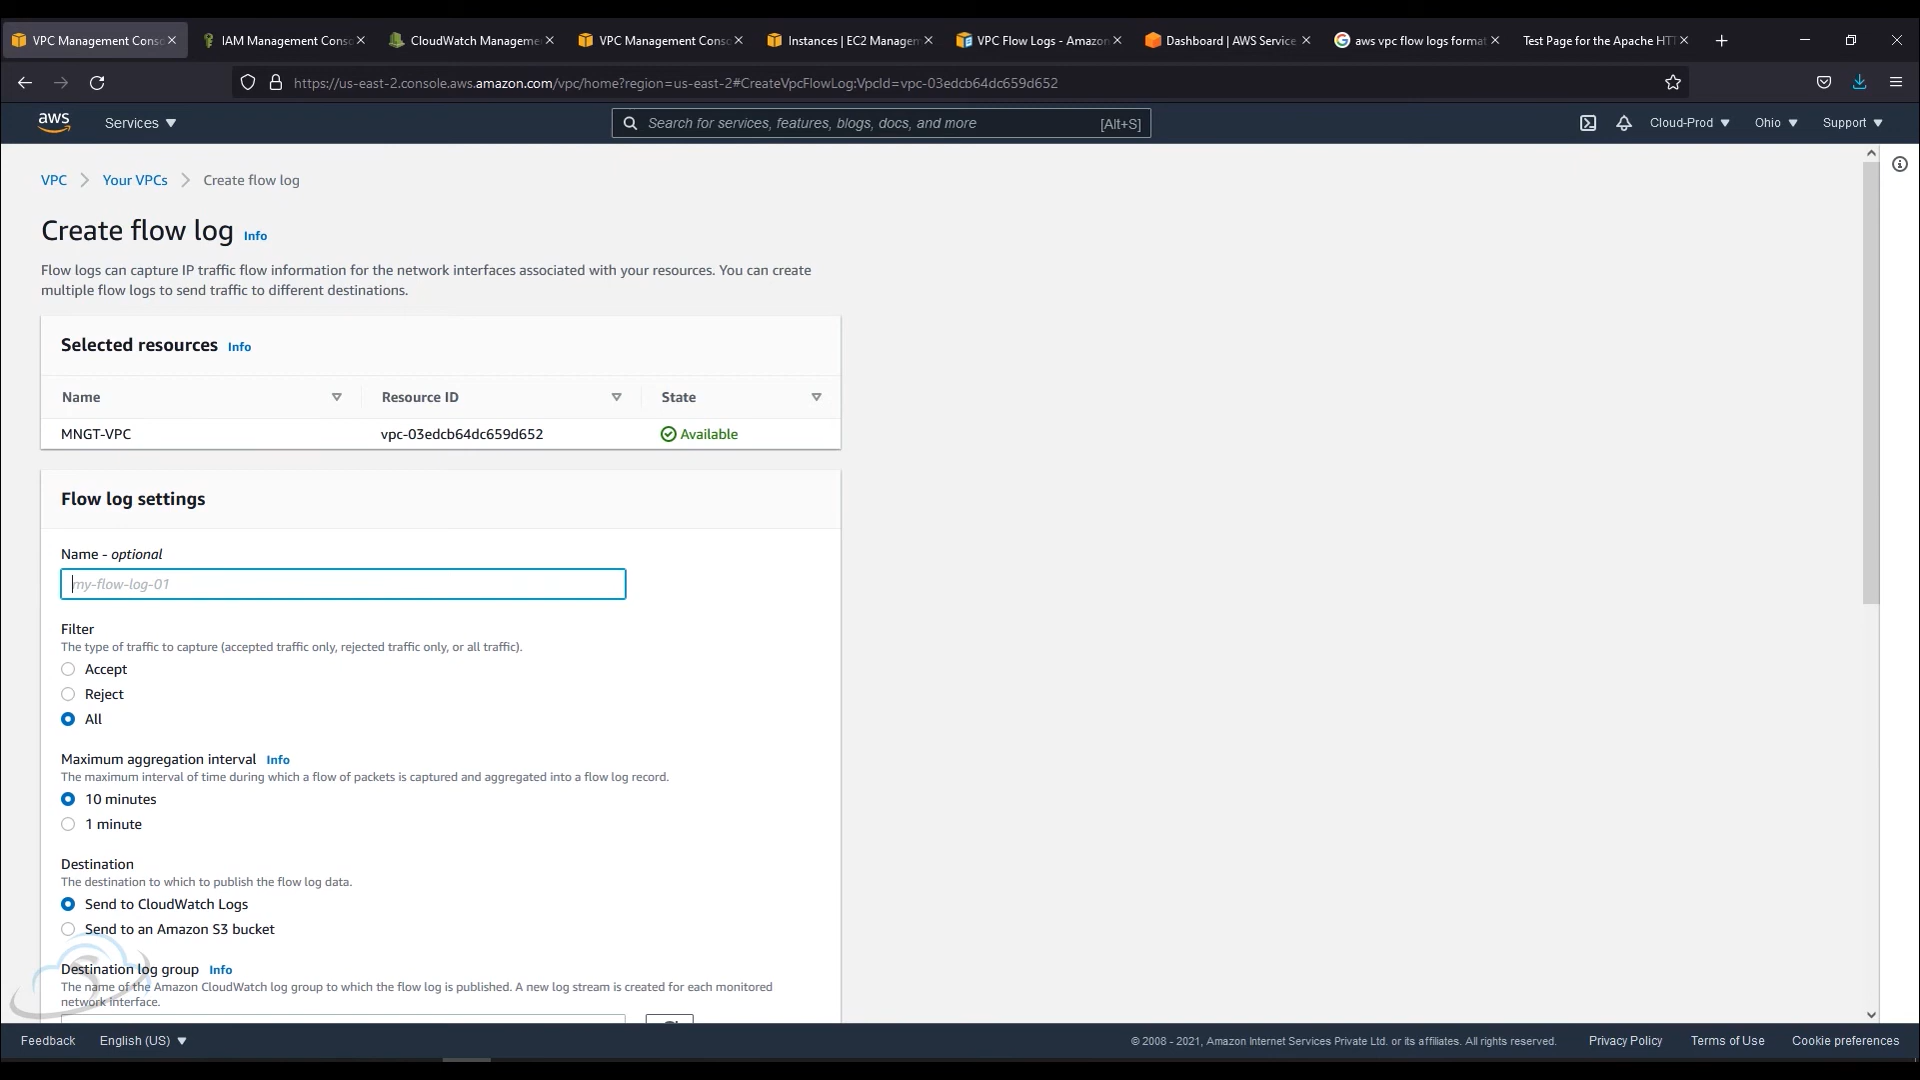 VPC Management Conso
IAM Management Conso
CloudWatch Manageme
VPC Management Conso
Instances | EC2 Managem
VPC Flow Logs - Amazon
Dashboard | AWS Service
aws vpc flow logs format
Test Page for the Apache HTT
https://us-east-2.console.aws.amazon.com/vpc/home?region=us-east-2#CreateVpcFlowLog:VpcId=vpc-03edcb64dc659d652
aws
Services
Search for services, features, blogs, docs, and more
[Alt+S]
Cloud-Prod
Ohio
Support
VPC
Your VPCs
Create flow log
Create flow log Info
Flow logs can capture IP traffic flow information for the network interfaces associated with your resources. You can create
multiple flow logs to send traffic to different destinations.
Selected resources Info
Name
Resource ID
State
MNGT-VPC
vpc-03edcb64dc659d652
Available
Flow log settings
Name - optional
my-flow-log-01
Filter
The type of traffic to capture (accepted traffic only, rejected traffic only, or all traffic).
Accept
Reject
All
Maximum aggregation interval Info
The maximum interval of time during which a flow of packets is captured and aggregated into a flow log record.
10 minutes
1 minute
Destination
The destination to which to publish the flow log data.
Send to CloudWatch Logs
Send to an Amazon S3 bucket
Destination log group Info
The name of the Amazon CloudWatch log group to which the flow log is published. A new log stream is created for each monitored
network interface.
Feedback
English (US)
© 2008 - 2021, Amazon Internet Services Private Ltd. or its affiliates. All rights reserved.
Privacy Policy
Terms of Use
Cookie preferences